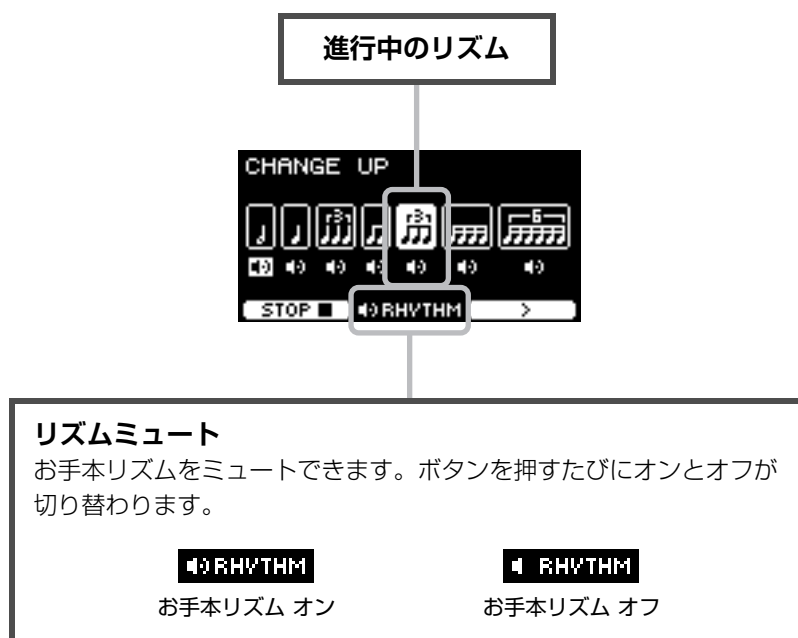 進行中のリズム
CHANGE UP
3 3 6
STOP ■ RHYTHM >
リズムミュート
お手本リズムをミュートできます。ボタンを押すたびにオンとオフが
切り替わります。
RHYTHM RHYTHM
お手本リズム オン お手本リズム オフ